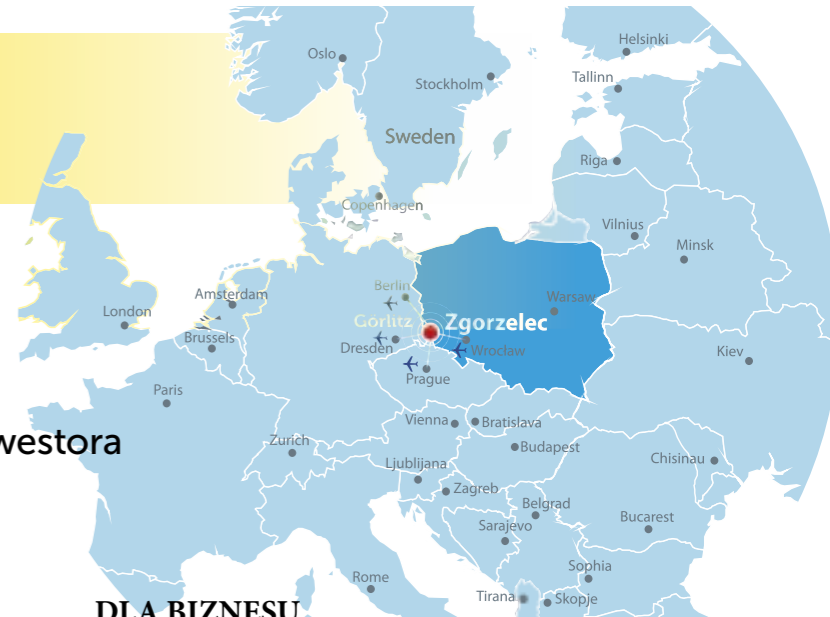 Helsinki
Oslo
Tallinn
Stockholm
Sweden
Riga
Copenhagen
Vilnius
Minsk
Berlin
Amsterdam
Warsaw
London
Görlitz Zgorzelec
Brussels
Dresden
Wrocław
Kiev
Prague
Paris
Vienna
Bratislava
westora
Zurich
Budapest
Ljublijana
Chisinau
Zagreb
Belgrad
Bucarest
Sarajevo
Sophia
Rome
Tirana
Skopje
DLA BIZNESU